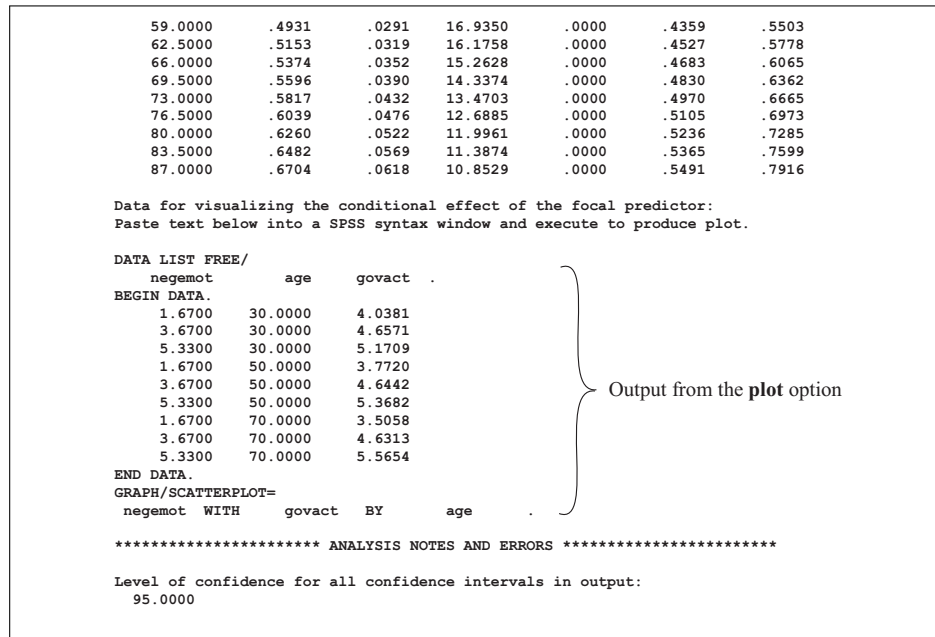 59.0000 .4931 .0291 16.9350 .0000 .4359 .5503
62.5000 .5153 .0319 16.1758 .0000 .4527 .5778
66.0000 .5374 .0352 15.2628 .0000 .4683 .6065
69.5000 .5596 .0390 14.3374 .0000 .4830 .6362
73.0000 .5817 .0432 13.4703 .0000 .4970 .6665
76.5000 .6039 .0476 12.6885 .0000 .5105 .6973
80.0000 .6260 .0522 11.9961 .0000 .5236 .7285
83.5000 .6482 .0569 11.3874 .0000 .5365 .7599
87.0000 .6704 .0618 10.8529 .0000 .5491 .7916
Data for visualizing the conditional effect of the focal predictor:
Paste text below into a SPSS syntax window and execute to produce plot.
DATA LIST FREE/
negemot age govact .
BEGIN DATA.
1.6700 30.0000 4.0381
3.6700 30.0000 4.6571
5.3300 30.0000 5.1709
1.6700 50.0000 3.7720
3.6700 50.0000 4.6442
5.3300 50.0000 5.3682
1.6700 70.0000 3.5058
3.6700 70.0000 4.6313
5.3300 70.0000 5.5654
END DATA.
GRAPH/SCATTERPLOT=
negemot WITH govact BY age .
Output from the plot option
*********************** ANALYSIS NOTES AND ERRORS ************************
Level of confidence for all confidence intervals in output:
95.0000